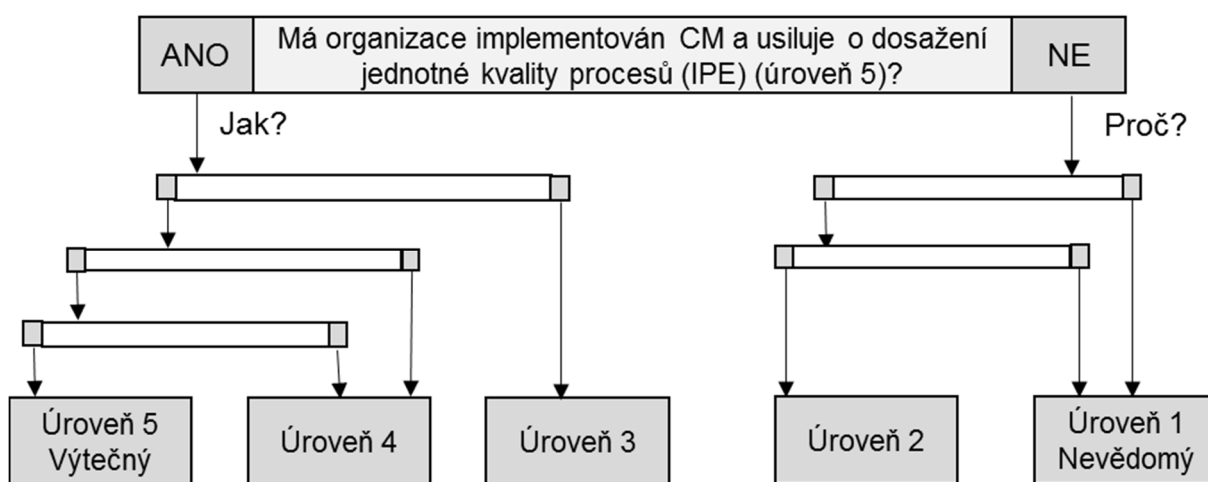 ANO
Má organizace implementován CM a usiluje o dosažení
jednotné kvality procesů (IPE) (úroveň 5)?
NE
Jak?
Proč?
Úroveň 5
Výtečný
Úroveň 4
Úroveň 3
Úroveň 2
Úroveň 1
Nevědomý